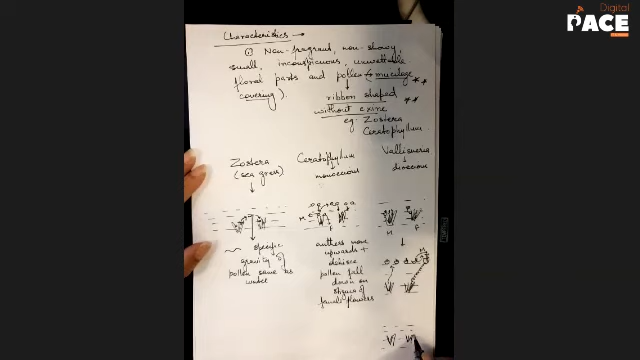 Digital
PACE
Characteristics →
① Non-fragrant, non-showy,
small, inconspicuous, unwettable
floral parts and pollen (→ mucilage
covering). **
ribbon shaped
without exine **
eg: Zostera
Ceratophyllum
Zostera
(sea grass)
Ceratophyllum
monoecious
Vallisneria
dioecious
M
F
M
F
specific
gravity of
pollen same as
water
anthers move
upwards +
dehisce
pollen fall
down on
stigma of
female flowers
M